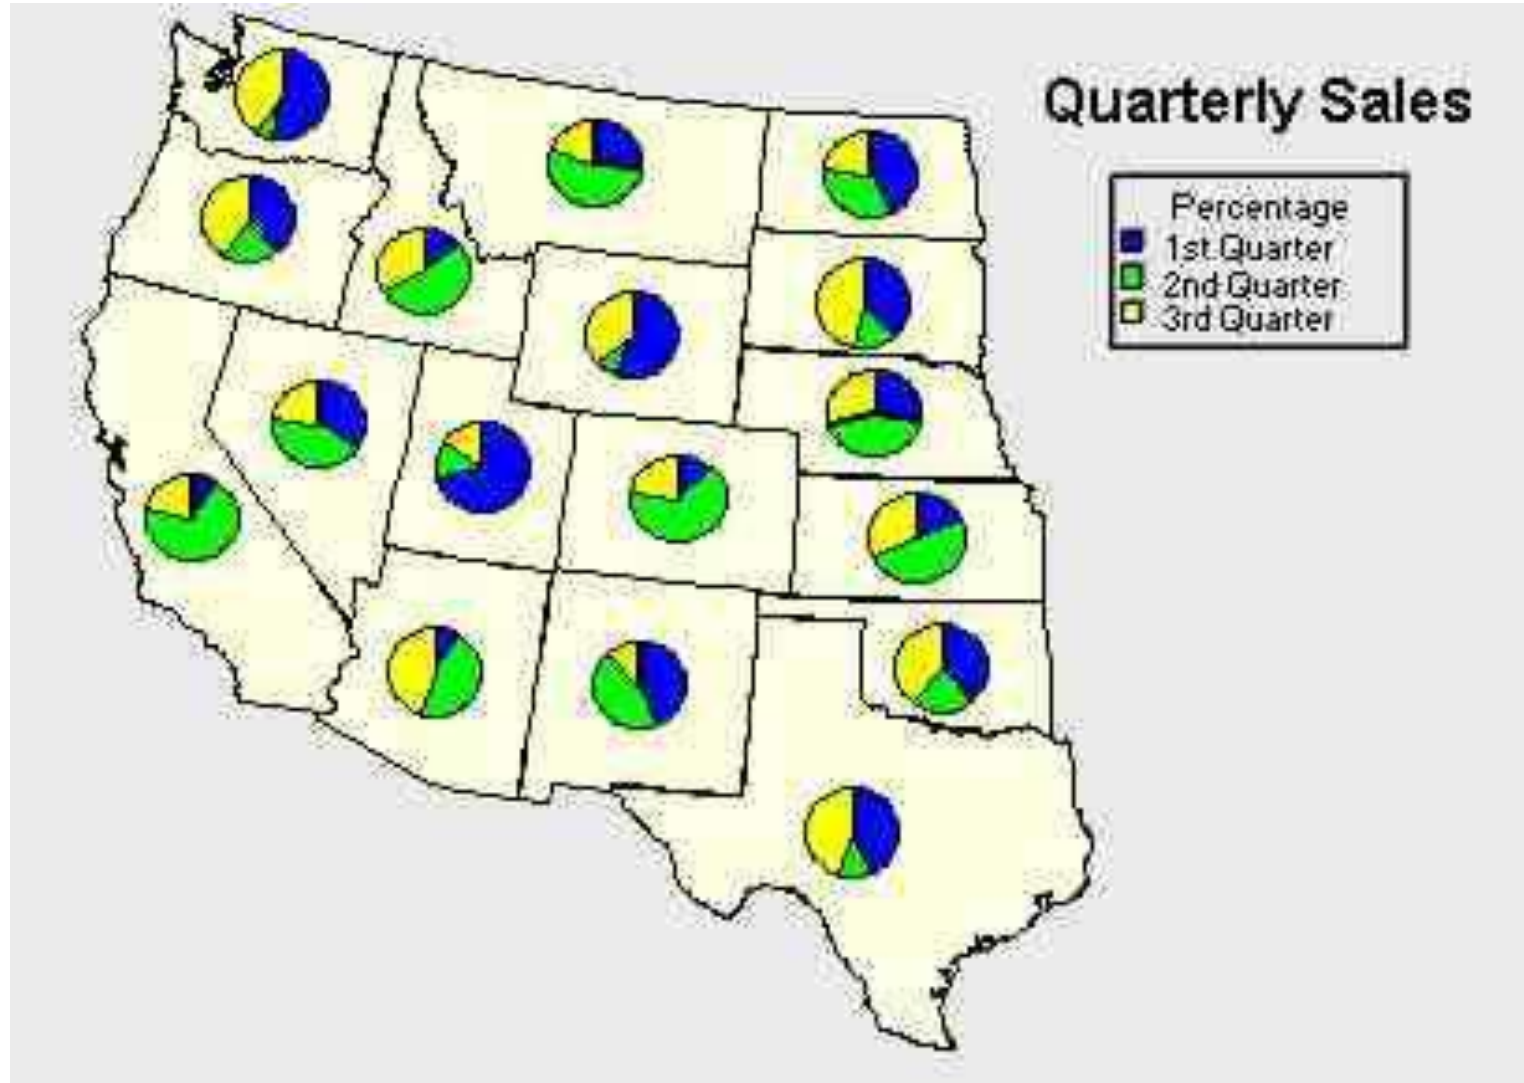 Quarterly Sales
Percentage
1st Quarter
2nd Quarter
3rd Quarter